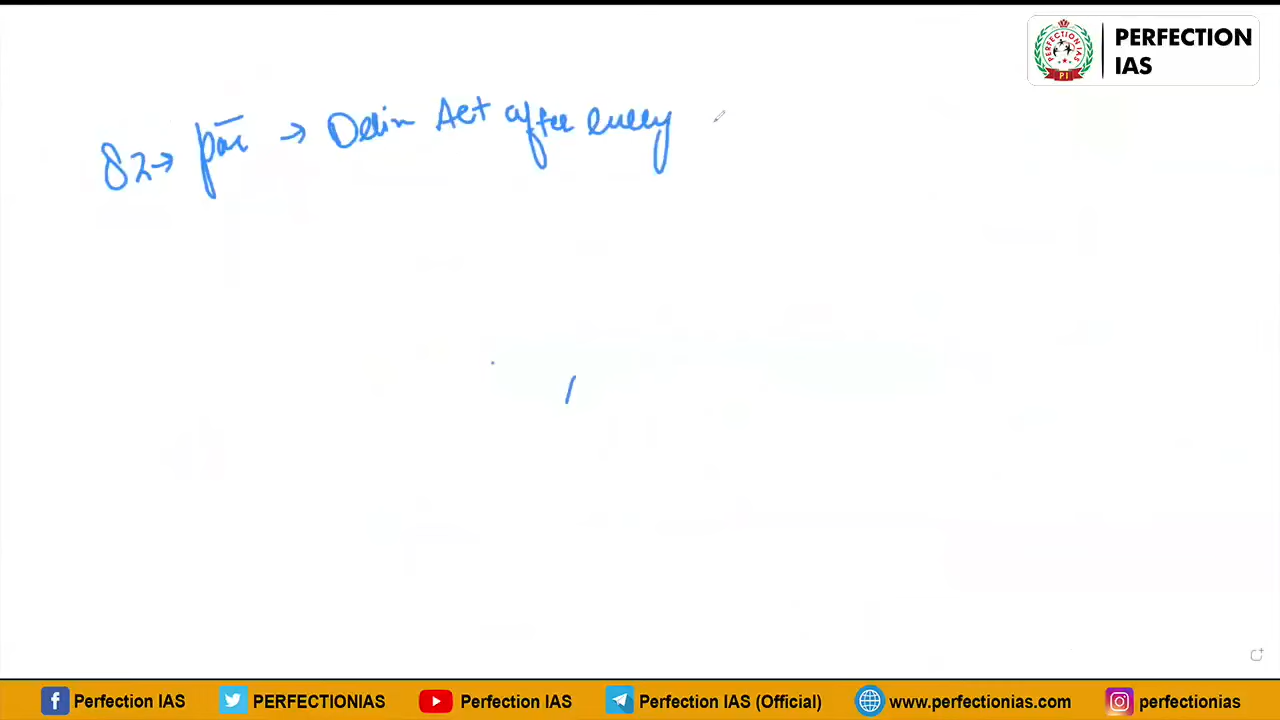 PERFECTION
IAS
82 → par → Delim Act after every
Perfection IAS
PERFECTIONIAS
Perfection IAS
Perfection IAS (Official)
www.perfectionias.com
perfectionias